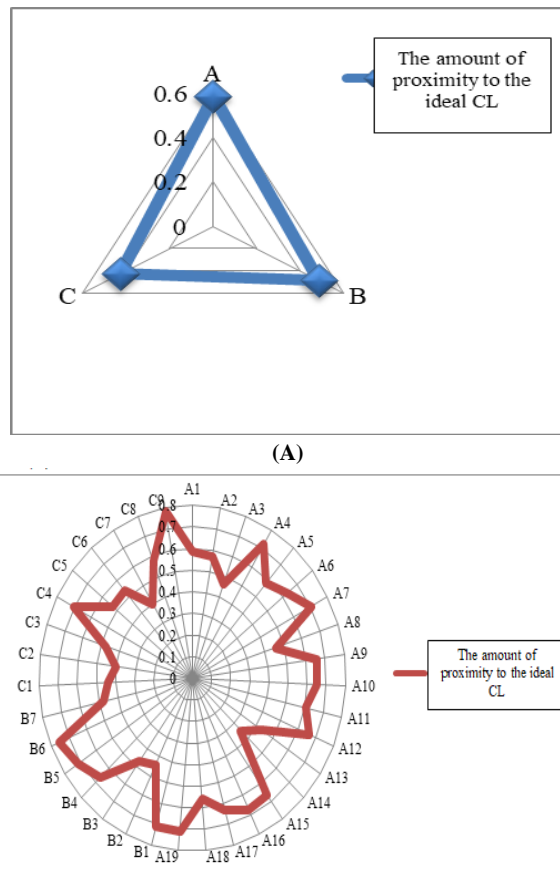 The amount of
proximity to the
ideal CL
A
0.6
0.4
0.2
0
C
B
(A)
C9
0.8
0.7
0.6
0.5
0.4
0.3
0.2
0.1
0
A1
A2
A3
A4
A5
A6
A7
A8
A9
A10
A11
A12
A13
A14
A15
A16
A17
A18
A19
B1
B2
B3
B4
B5
B6
B7
C1
C2
C3
C4
C5
C6
C7
C8
The amount of
proximity to the ideal
CL